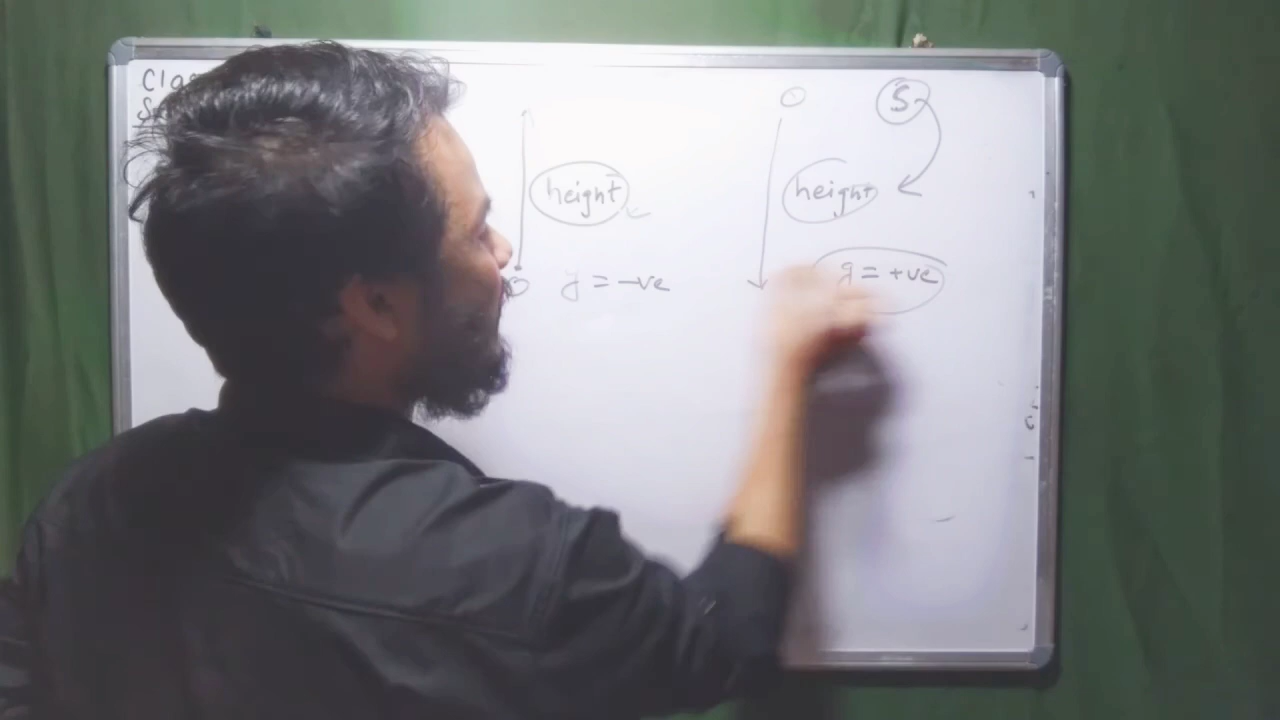 S
height
height
g = -ve
g = +ve